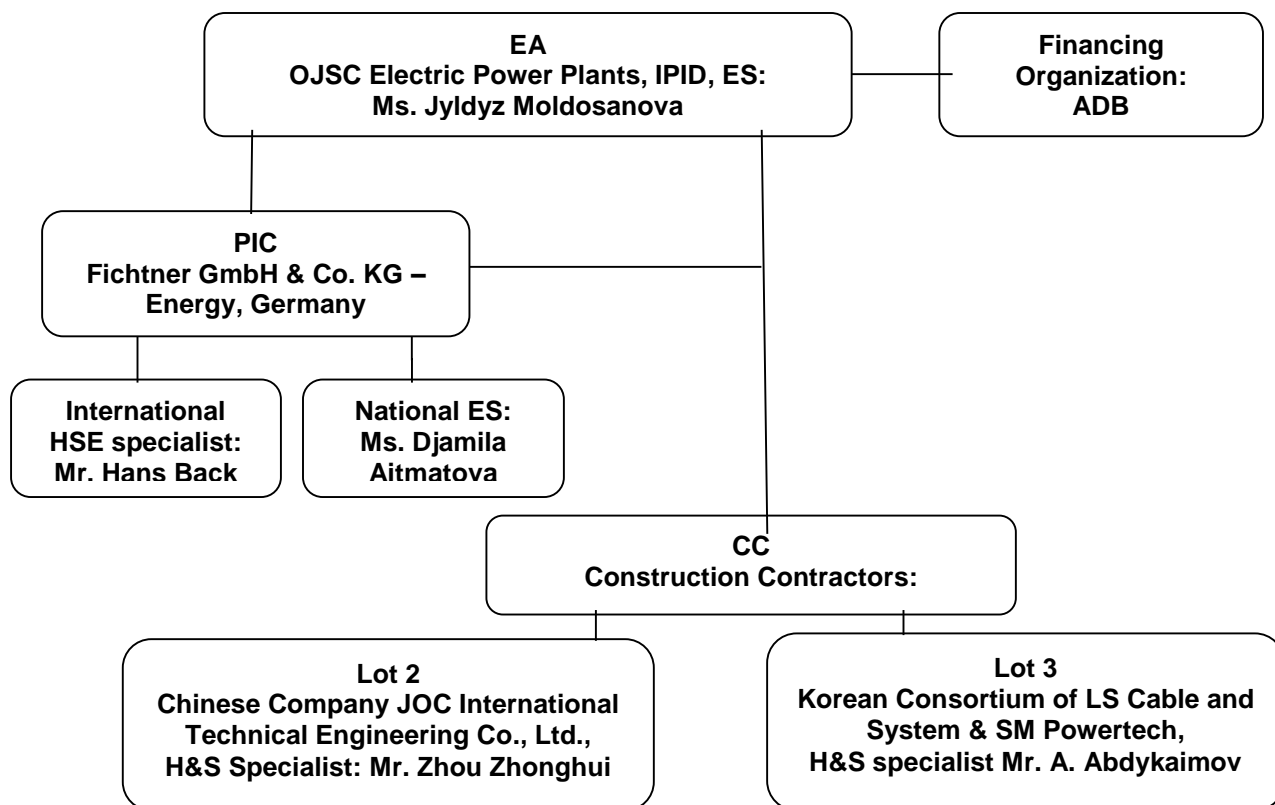 EA
OJSC Electric Power Plants, IPID, ES:
Ms. Jyldyz Moldosanova
Financing
Organization:
ADB
PIC
Fichtner GmbH & Co. KG –
Energy, Germany
International
HSE specialist:
Mr. Hans Back
National ES:
Ms. Djamila
Aitmatova
CC
Construction Contractors:
Lot 2
Chinese Company JOC International
Technical Engineering Co., Ltd.,
H&S Specialist: Mr. Zhou Zhonghui
Lot 3
Korean Consortium of LS Cable and
System & SM Powertech,
H&S specialist Mr. A. Abdykaimov